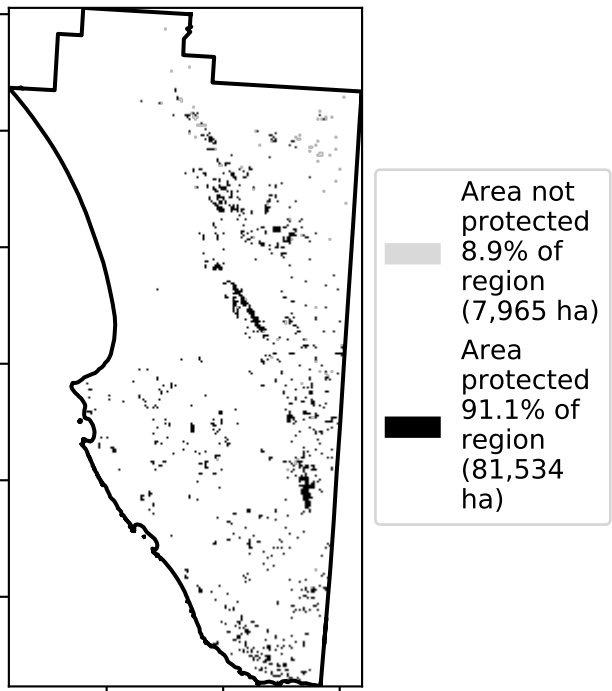 Area not
protected
8.9% of
region
(7,965 ha)
Area
protected
91.1% of
region
(81,534
ha)